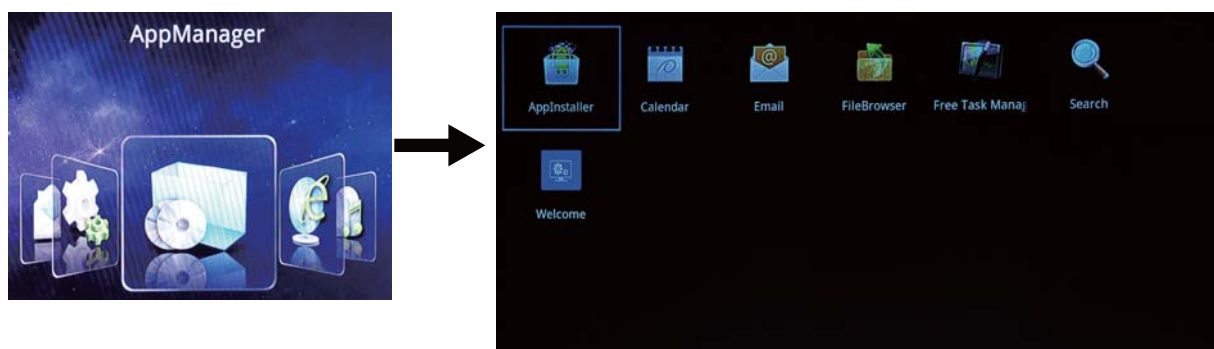 AppManager
AppInstaller
Calendar
Email
FileBrowser
Free Task Manag
Search
Welcome